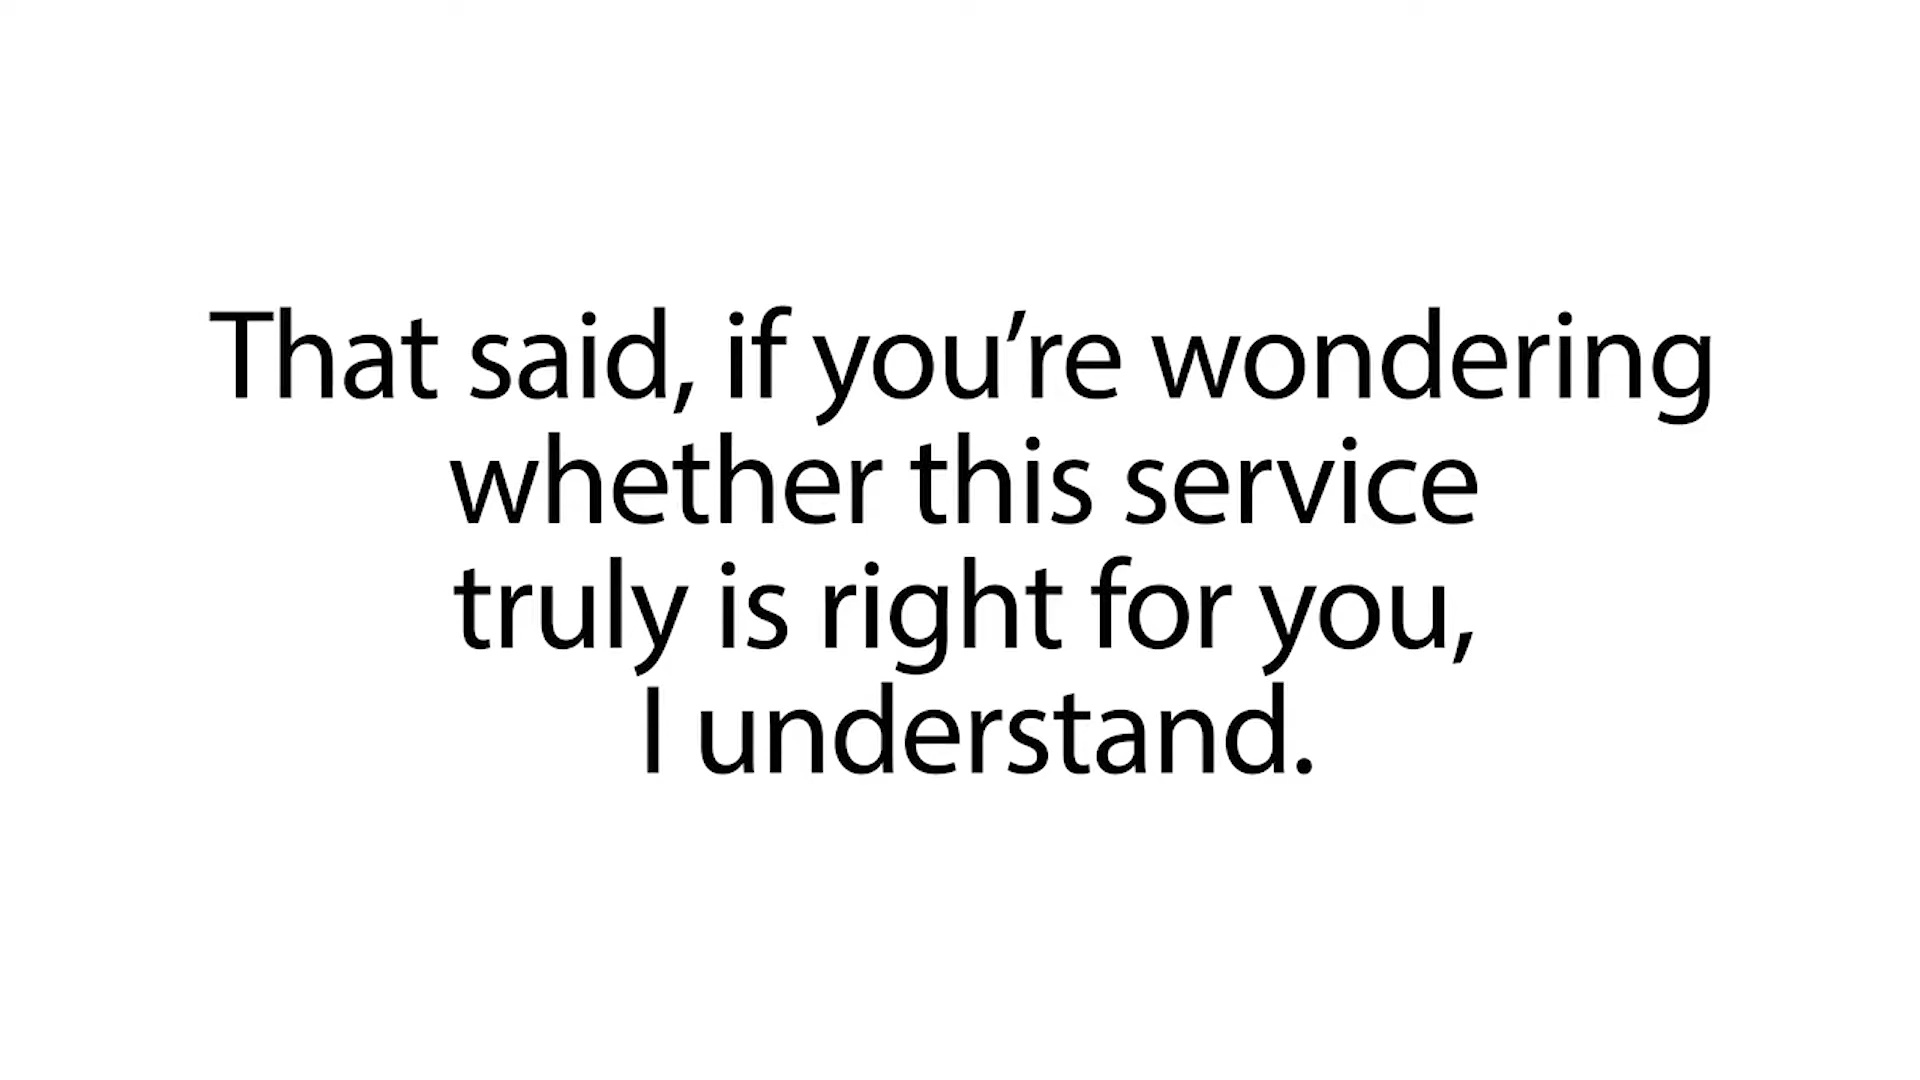 That said, if you’re wondering
whether this service
truly is right for you,
I understand.